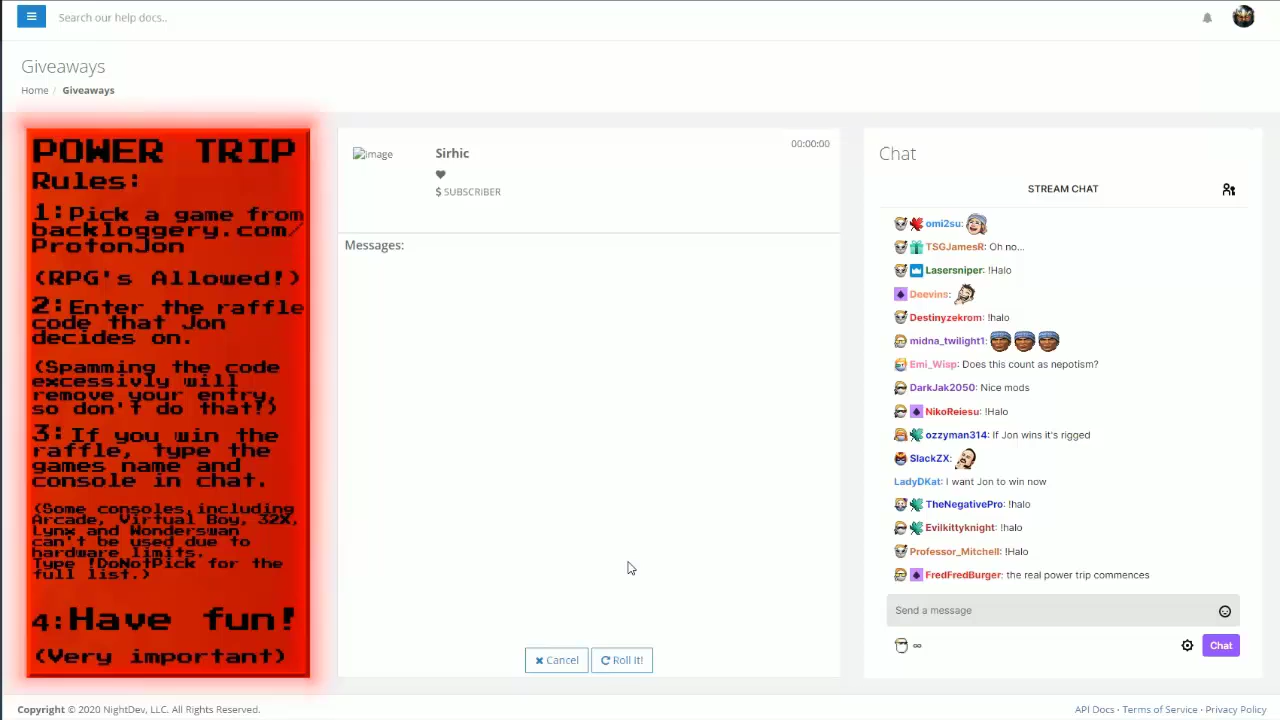 Search our help docs..
Giveaways
Home / Giveaways
POWER TRIP
Rules:
1:Pick a game from
backloggery.com/
ProtonJon
(RPG's Allowed!)
2:Enter the raffle
code that Jon
decides on.
(Spamming the code
excessivly will
remove your entry,
so don't do that!)
3:If you win the
raffle, type the
games name and
console in chat.
(Some consoles,including
Arcade, Virtual Boy, 32X,
Lynx and Wonderswan
can't be used due to
hardware limits.
Type !DoNotPick for the
full list.)
4:Have fun!
(Very important)
image
Sirhic
00:00:00
$ SUBSCRIBER
Messages:
Cancel
Roll It!
Chat
STREAM CHAT
omi2su:
TSGJamesR: Oh no...
Lasersniper: !Halo
Deevins:
Destinyzekrom: !halo
midna_twilight1:
Emi_Wisp: Does this count as nepotism?
DarkJak2050: Nice mods
NikoReiesu: !Halo
ozzyman314: If Jon wins it's rigged
SlackZX:
LadyDKat: I want Jon to win now
TheNegativePro: !halo
Evilkittyknight: !halo
Professor_Mitchell: !Halo
FredFredBurger: the real power trip commences
Send a message
∞
Chat
Copyright © 2020 NightDev, LLC. All Rights Reserved.
API Docs · Terms of Service · Privacy Policy